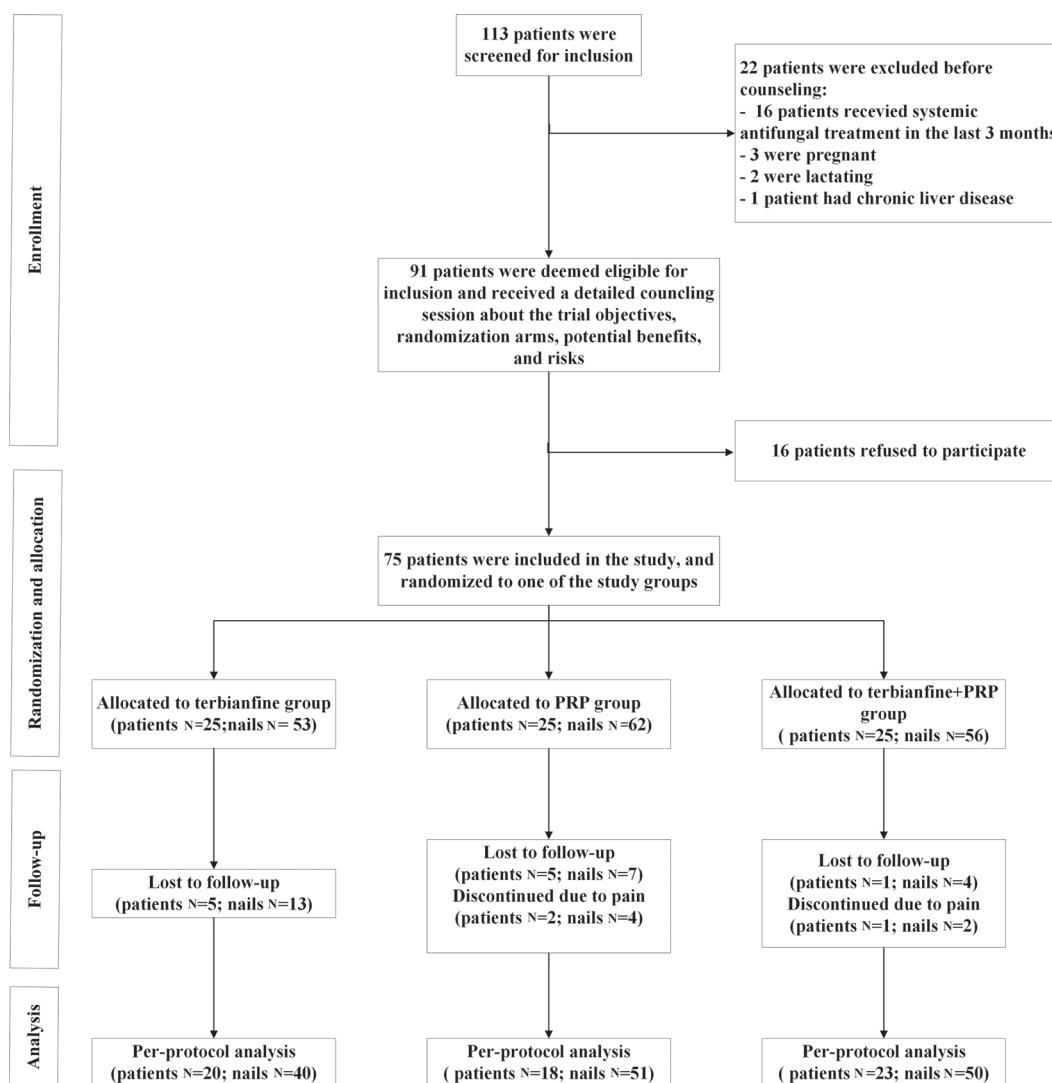 113 patients were
screened for inclusion
22 patients were excluded before
counseling:
- 16 patients recevied systemic
antifungal treatment in the last 3 months
- 3 were pregnant
- 2 were lactating
- 1 patient had chronic liver disease
Enrollment
91 patients were deemed eligible for
inclusion and received a detailed councling
session about the trial objectives,
randomization arms, potential benefits,
and risks
16 patients refused to participate
Randomization and allocation
75 patients were included in the study, and
randomized to one of the study groups
Allocated to terbianfine group
(patients N=25;nails N= 53)
Allocated to PRP group
(patients N=25; nails N=62)
Allocated to terbianfine+PRP
group
( patients N=25; nails N=56)
Follow-up
Lost to follow-up
(patients N=5; nails N=13)
Lost to follow-up
(patients N=5; nails N=7)
Discontinued due to pain
(patients N=2; nails N=4)
Lost to follow-up
(patients N=1; nails N=4)
Discontinued due to pain
(patients N=1; nails N=2)
Analysis
Per-protocol analysis
(patients N=20; nails N=40)
Per-protocol analysis
( patients N=18; nails N=51)
Per-protocol analysis
( patients N=23; nails N=50)